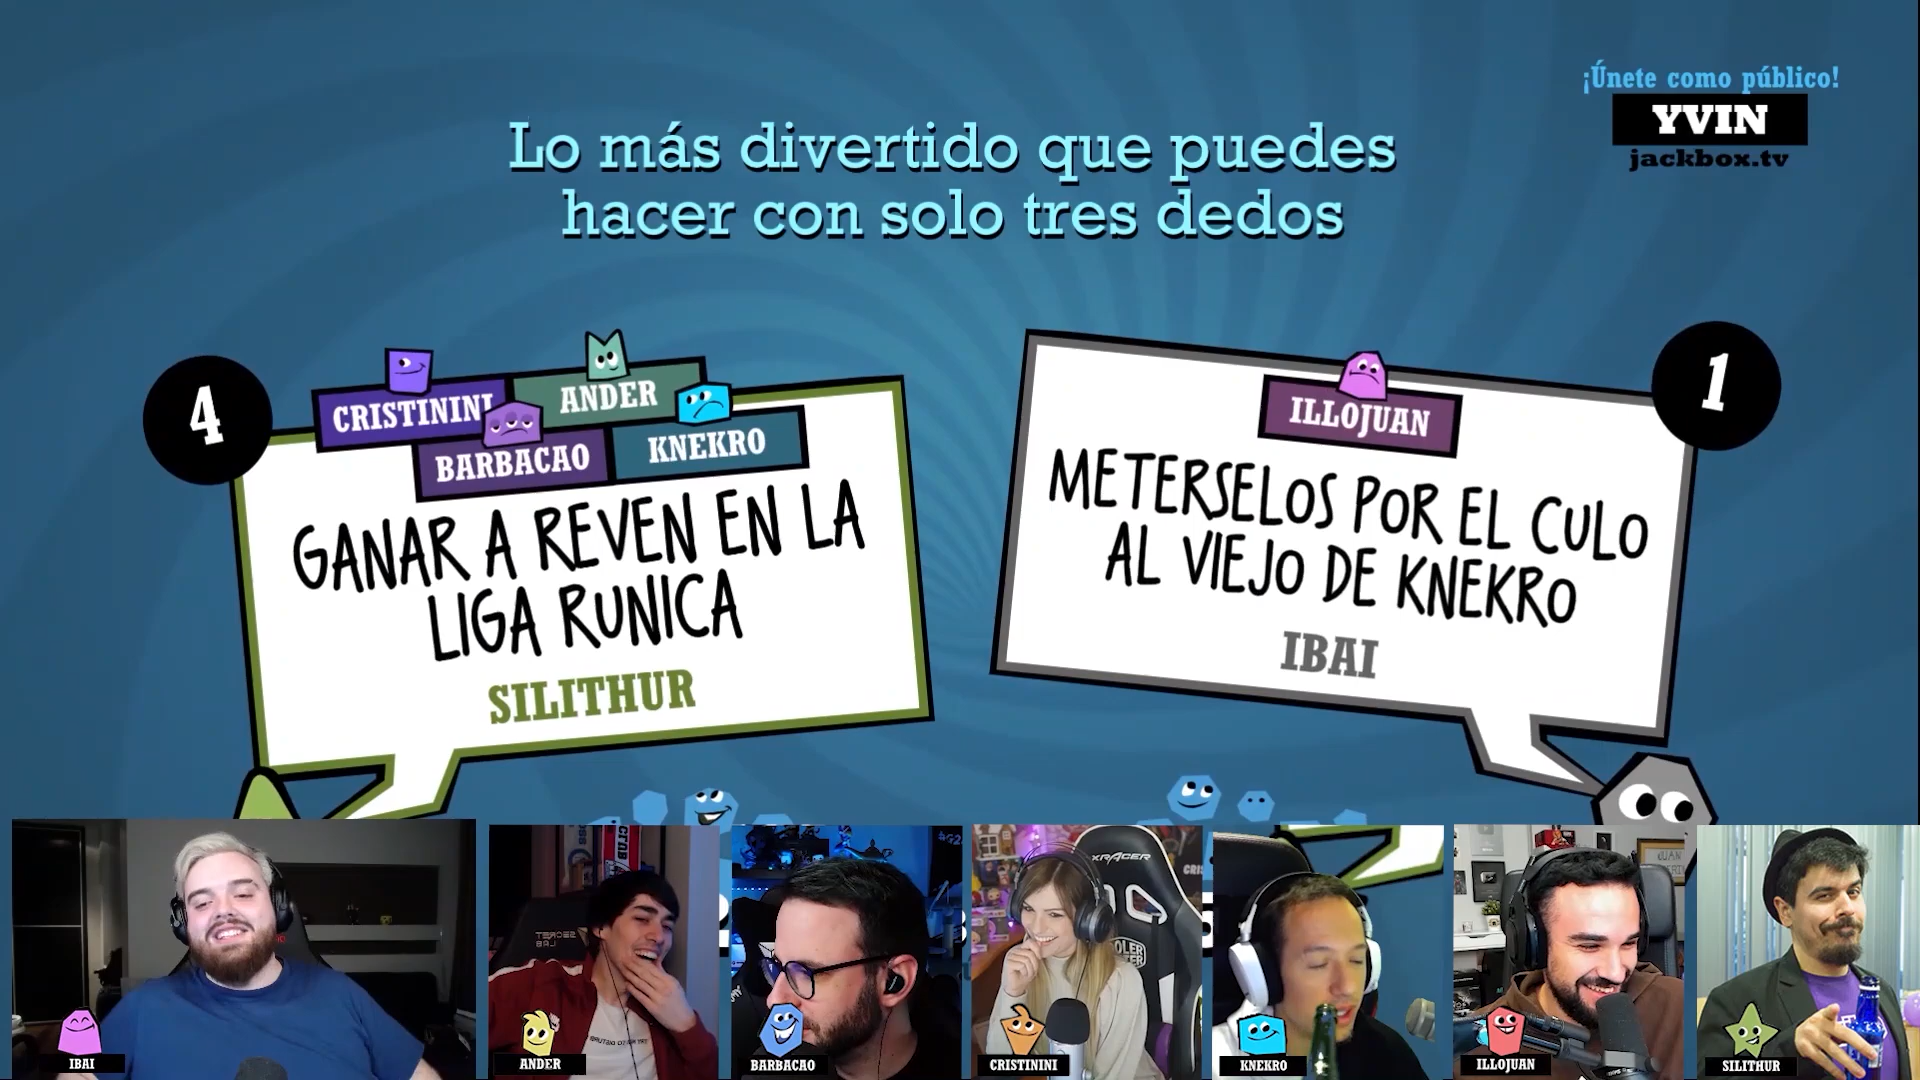 ¡Únete como público!
YVIN
jackbox.tv
Lo más divertido que puedes
hacer con solo tres dedos
4
CRISTININI
ANDER
BARBACAO
KNEKRO
GANAR A REVEN EN LA
LIGA RUNICA
SILITHUR
1
ILLOJUAN
METERSELOS POR EL CULO
AL VIEJO DE KNEKRO
IBAI
XRACER
COOLER
IBAI
ANDER
BARBACAO
CRISTININI
KNEKRO
ILLOJUAN
SILITHUR